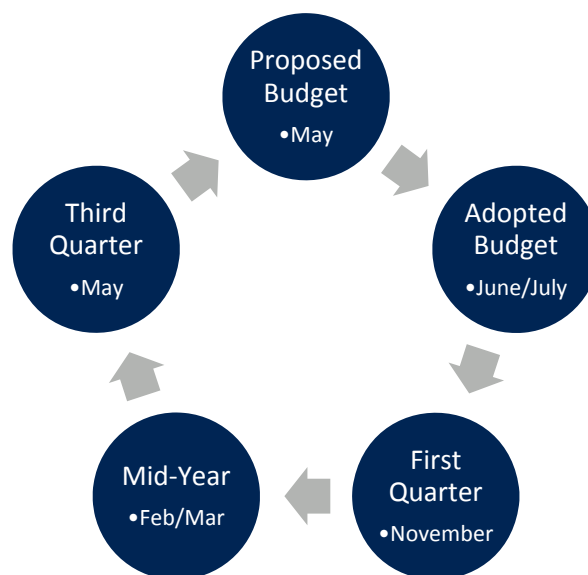 Proposed
Budget
•May
Adopted
Budget
•June/July
First
Quarter
•November
Mid-Year
•Feb/Mar
Third
Quarter
•May